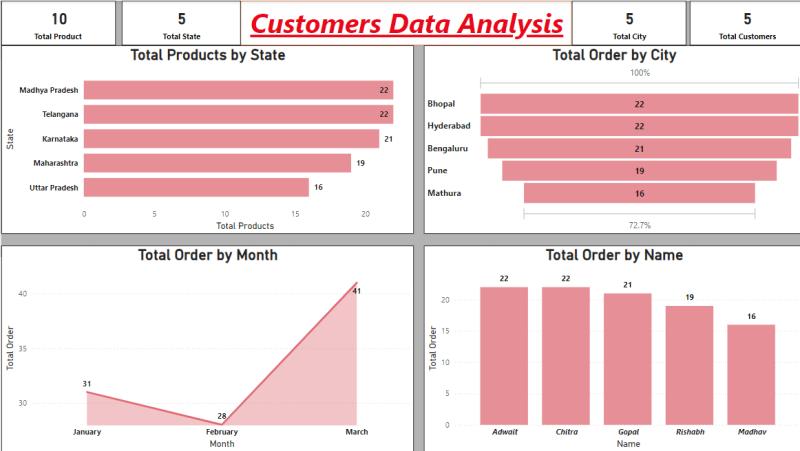 10
Total Product
5
Total State
Customers Data Analysis
5
Total City
5
Total Customers
Total Products by State
State
Madhya Pradesh 22
Telangana 22
Karnataka 21
Maharashtra 19
Uttar Pradesh 16
0 5 10 15 20
Total Products
Total Order by City
100%
Bhopal 22
Hyderabad 22
Bengaluru 21
Pune 19
Mathura 16
72.7%
Total Order by Month
Total Order
40
35
30
31
28
41
January February March
Month
Total Order by Name
Total Order
20
15
10
5
0
22 22 21 19 16
Adwait Chitra Gopal Rishabh Madhav
Name